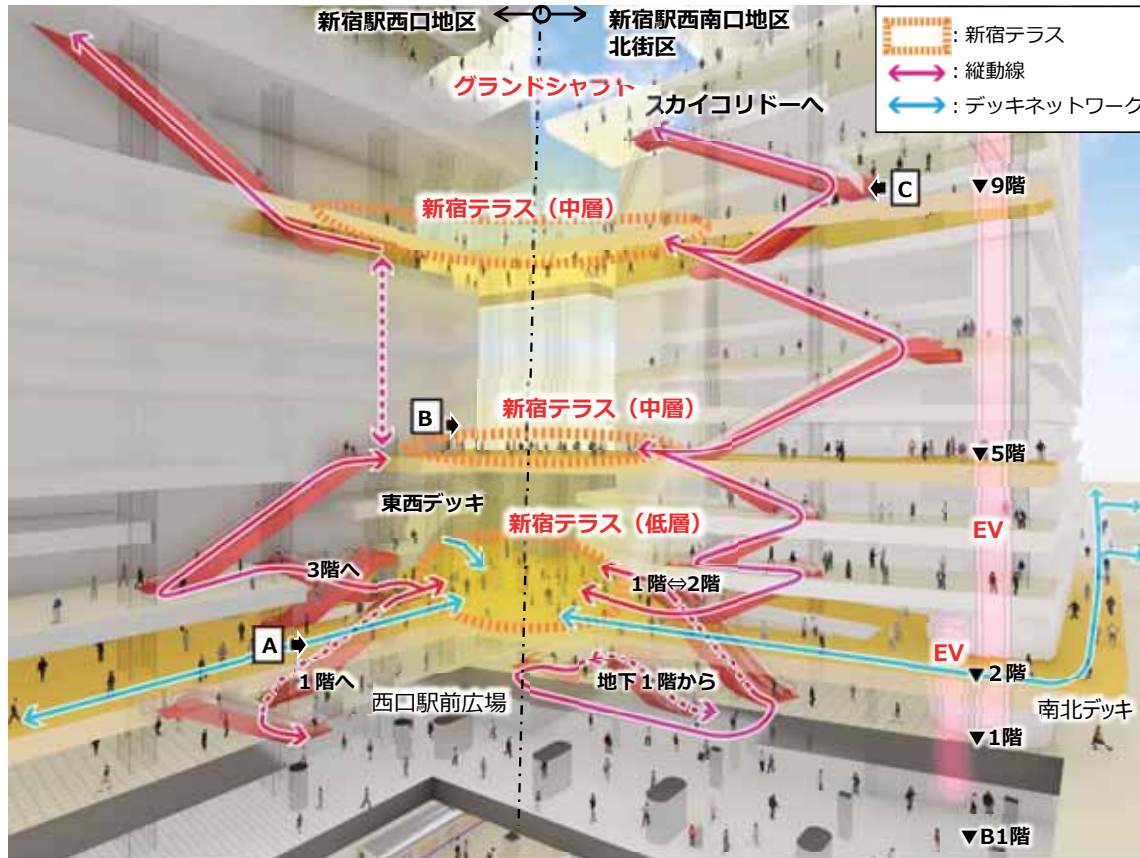 新宿駅西口地区
新宿駅西南口地区
北街区
: 新宿テラス
: 縦動線
: デッキネットワーク
グランドシャフト
スカイコリドーへ
C
▼9階
新宿テラス（中層）
B
新宿テラス（中層）
▼5階
東西デッキ
新宿テラス（低層）
EV
3階へ
1階⇔2階
A
EV
1階へ
西口駅前広場
地下1階から
▼2階
南北デッキ
▼1階
▼B1階